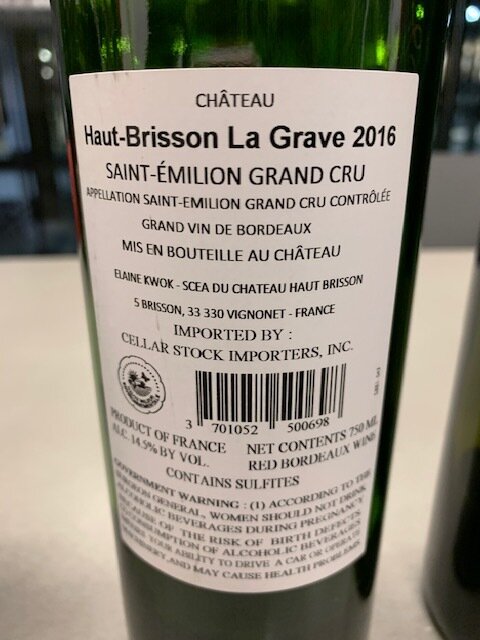 CHÂTEAU
Haut-Brisson La Grave 2016
SAINT-ÉMILION GRAND CRU
APPELLATION SAINT-EMILION GRAND CRU CONTRÔLÉE
GRAND VIN DE BORDEAUX
MIS EN BOUTEILLE AU CHÂTEAU
ELAINE KWOK - SCEA DU CHATEAU HAUT BRISSON
5 BRISSON, 33 330 VIGNONET - FRANCE
IMPORTED BY :
CELLAR STOCK IMPORTERS, INC.
3 701052 500698
PRODUCT OF FRANCE NET CONTENTS 750 ML
ALC. 14.5% BY VOL. RED BORDEAUX WINE
CONTAINS SULFITES
GOVERNMENT WARNING : (1) ACCORDING TO THE
SURGEON GENERAL, WOMEN SHOULD NOT DRINK
ALCOHOLIC BEVERAGES DURING PREGNANCY
BECAUSE OF THE RISK OF BIRTH DEFECTS
CONSUMPTION OF ALCOHOLIC BEVERAGES
YOUR ABILITY TO DRIVE A CAR OR OPERATE
MACHINERY, AND MAY CAUSE HEALTH PROBLEMS